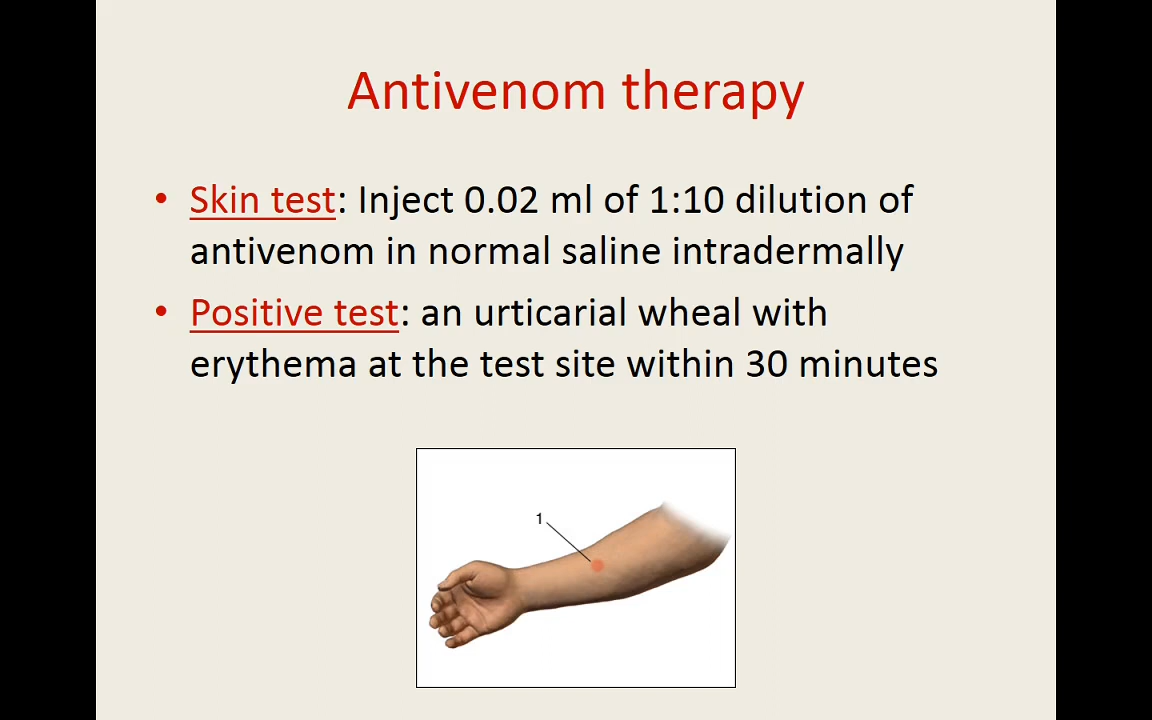 Antivenom therapy
• Skin test: Inject 0.02 ml of 1:10 dilution of
antivenom in normal saline intradermally
• Positive test: an urticarial wheal with
erythema at the test site within 30 minutes
1